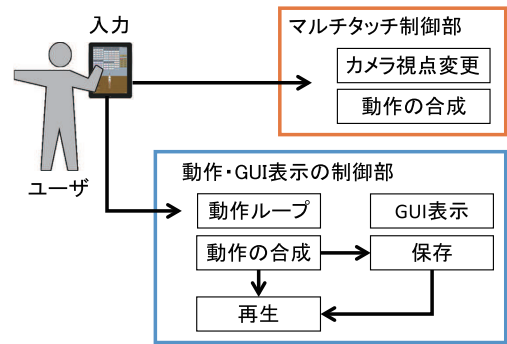 入力
ユーザ
マルチタッチ制御部
カメラ視点変更
動作の合成
動作・GUI表示の制御部
動作ループ
GUI表示
動作の合成
保存
再生